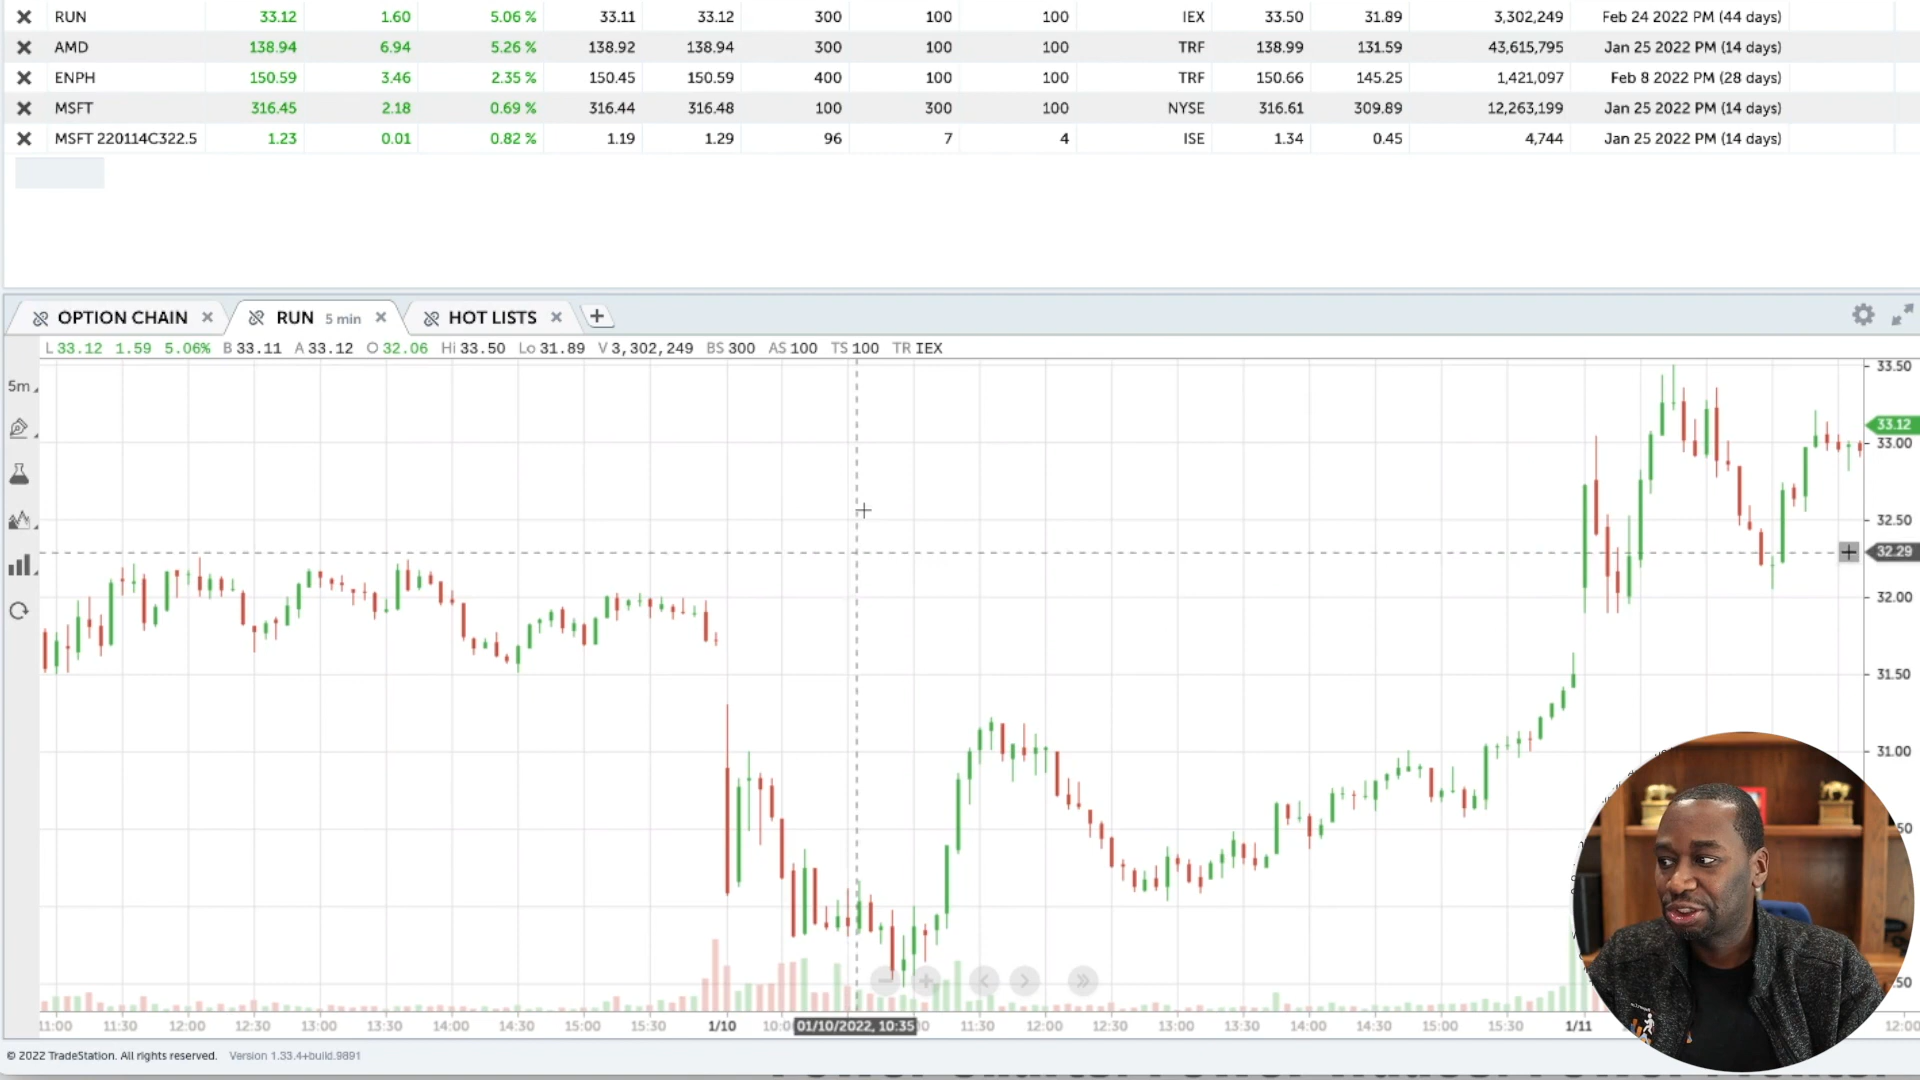 RUN 33.12 1.60 5.06 % 33.11 33.12 300 100 100 IEX 33.50 31.89 3,302,249 Feb 24 2022 PM (44 days)
AMD 138.94 6.94 5.26 % 138.92 138.94 300 100 100 TRF 138.99 131.59 43,615,795 Jan 25 2022 PM (14 days)
ENPH 150.59 3.46 2.35 % 150.45 150.59 400 100 100 TRF 150.66 145.25 1,421,097 Feb 8 2022 PM (28 days)
MSFT 316.45 2.18 0.69 % 316.44 316.48 100 300 100 NYSE 316.61 309.89 12,263,199 Jan 25 2022 PM (14 days)
MSFT 220114C322.5 1.23 0.01 0.82 % 1.19 1.29 96 7 4 ISE 1.34 0.45 4,744 Jan 25 2022 PM (14 days)
OPTION CHAIN RUN 5 min HOT LISTS
L 33.12 1.59 5.06% B 33.11 A 33.12 O 32.06 Hi 33.50 Lo 31.89 V 3,302,249 BS 300 AS 100 TS 100 TR IEX
5m
33.50
33.12
33.00
32.50
32.29
32.00
31.50
31.00
11:00 11:30 12:00 12:30 13:00 13:30 14:00 14:30 15:00 15:30 1/10 10:0 01/10/2022, 10:35 11:30 12:00 12:30 13:00 13:30 14:00 14:30 15:00 15:30 1/11 12:00
© 2022 TradeStation. All rights reserved. Version 1.33.4+build.9891